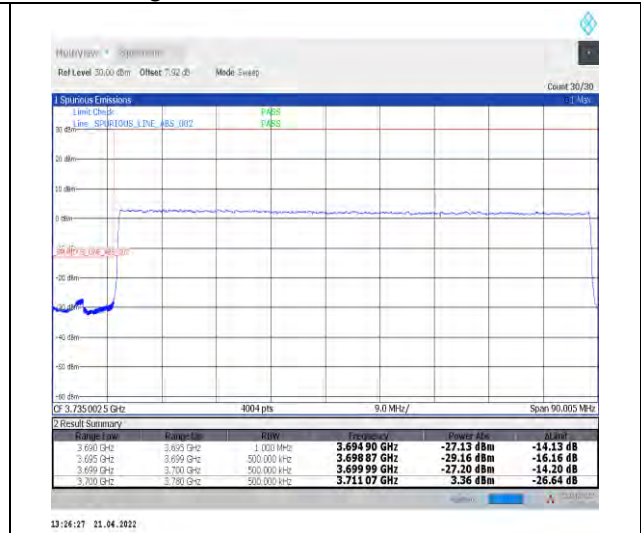 MultiView Spectrum
Ref Level 30.00 dBm Offset 7.92 dB Mode Sweep
Count 30/30
1 Spurious Emissions
Limit Check PASS
Line _SPURIOUS_LINE_ABS_002 PASS
30 dBm
20 dBm
10 dBm
0 dBm
-20 dBm
-40 dBm
-50 dBm
-60 dBm
CF 3.735 002 5 GHz 4004 pts 9.0 MHz/ Span 90.005 MHz
2 Result Summary
Range Low Range Up RBW Frequency Power Abs ΔLimit
3.690 GHz 3.695 GHz 1.000 MHz 3.694 90 GHz -27.13 dBm -14.13 dB
3.695 GHz 3.699 GHz 500.000 kHz 3.698 87 GHz -29.16 dBm -16.16 dB
3.699 GHz 3.700 GHz 500.000 kHz 3.699 99 GHz -27.20 dBm -14.20 dB
3.700 GHz 3.780 GHz 500.000 kHz 3.711 07 GHz 3.36 dBm -26.64 dB
13:26:27 21.04.2022